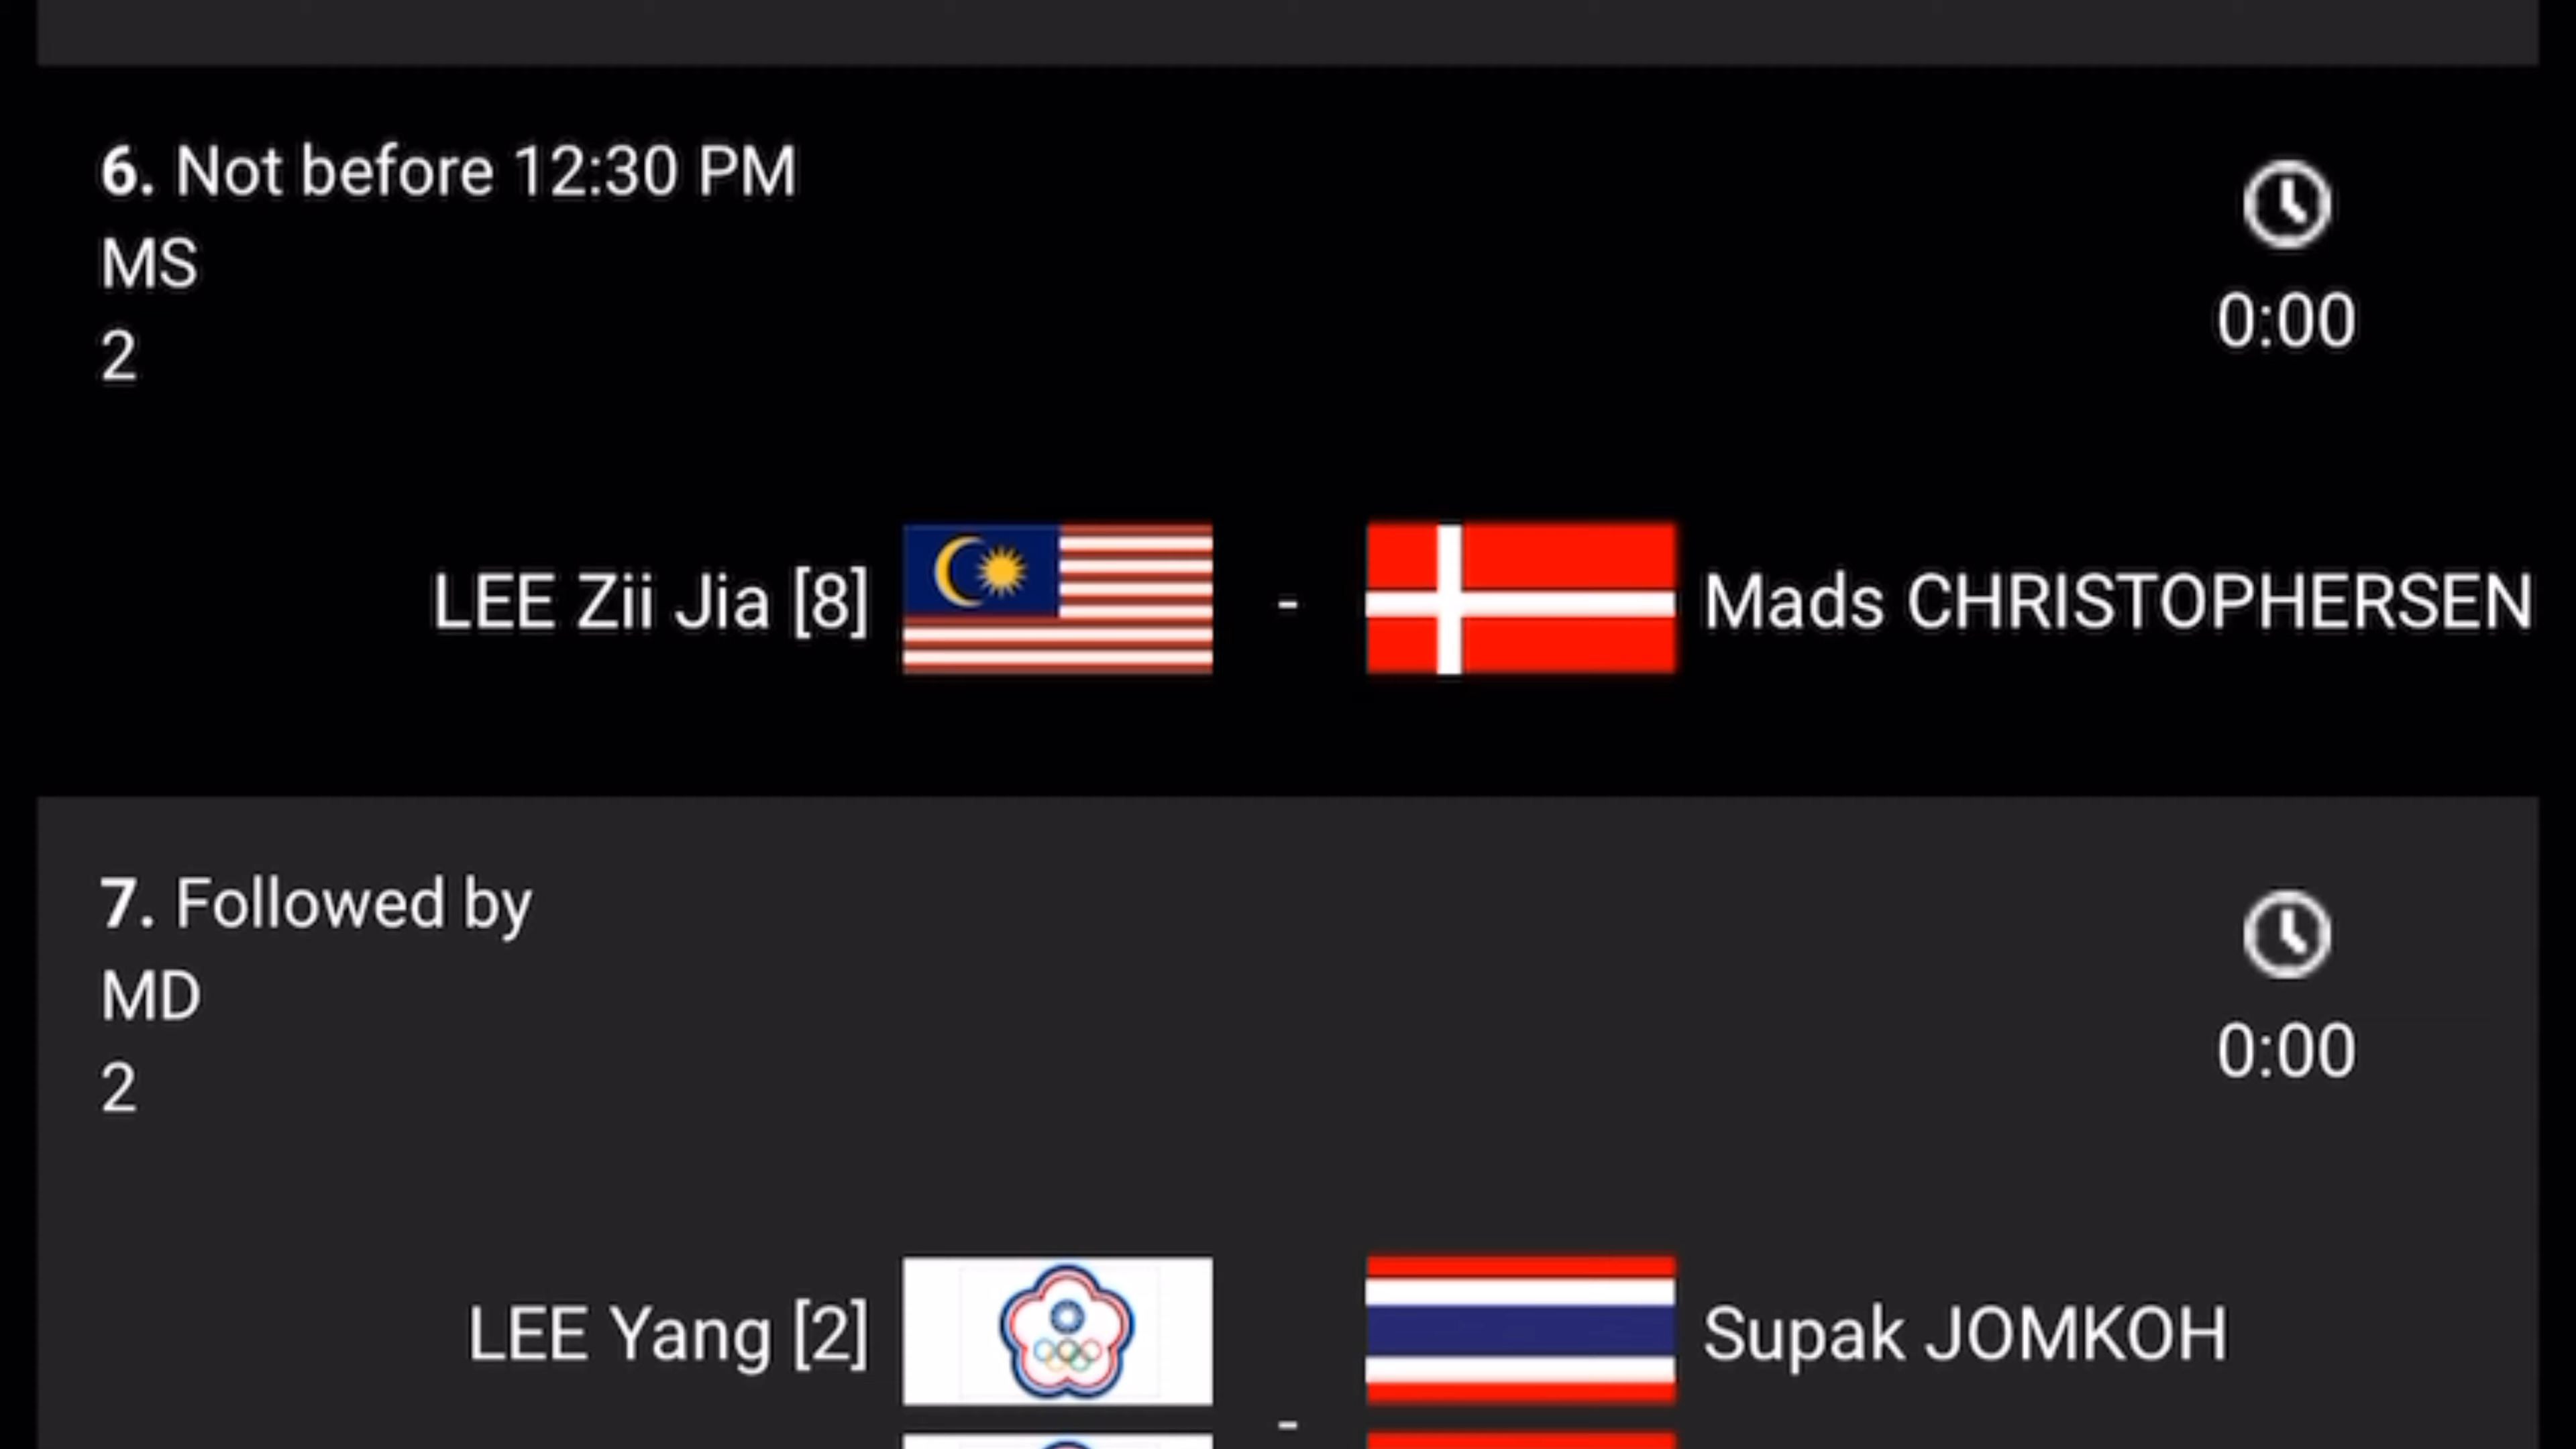 6. Not before 12:30 PM
MS
2
0:00
LEE Zii Jia [8] - Mads CHRISTOPHERSEN
7. Followed by
MD
2
0:00
LEE Yang [2] - Supak JOMKOH